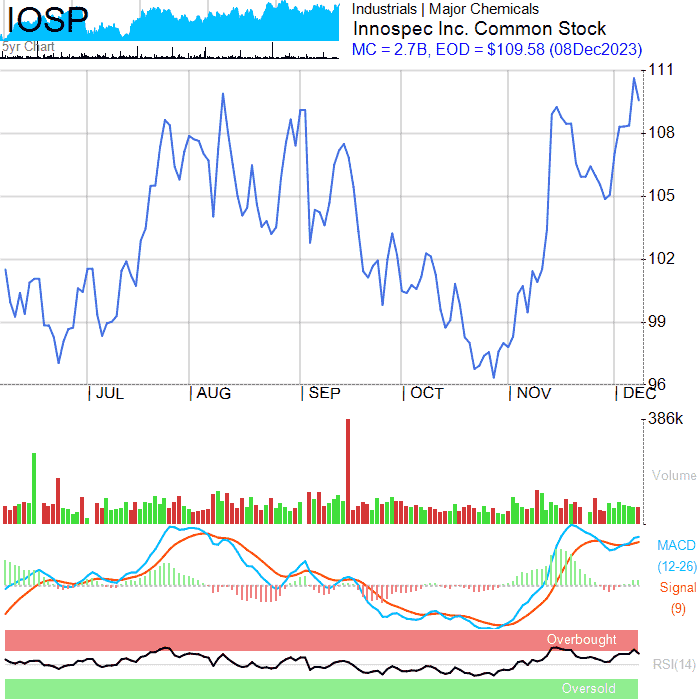 IOSP
5yr Chart
Industrials | Major Chemicals
Innospec Inc. Common Stock
MC = 2.7B, EOD = $109.58 (08Dec2023)
111
108
105
102
99
96
JUL AUG SEP OCT NOV DEC
386k
Volume
MACD
(12-26)
Signal
(9)
Overbought
RSI(14)
Oversold